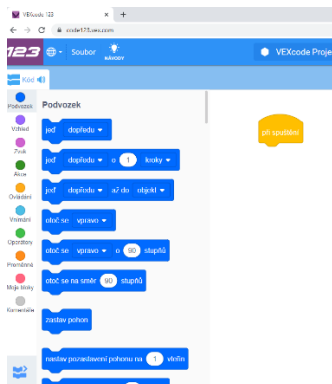 VEXcode 123
code123.vex.com
123
Soubor
NÁVODY
VEXcode Proje
Kód
Podvozek
Vzhled
Zvuk
Akce
Ovládání
Vnímání
Operátory
Proměnné
Moje bloky
Komentáře
Podvozek
jeď dopředu
jeď dopředu o 1 kroky
jeď dopředu až do objekt
otoč se vpravo
otoč se vpravo o 90 stupňů
otoč se na směr 90 stupňů
zastav pohon
nastav pozastavení pohonu na 1 vteřin
při spuštění